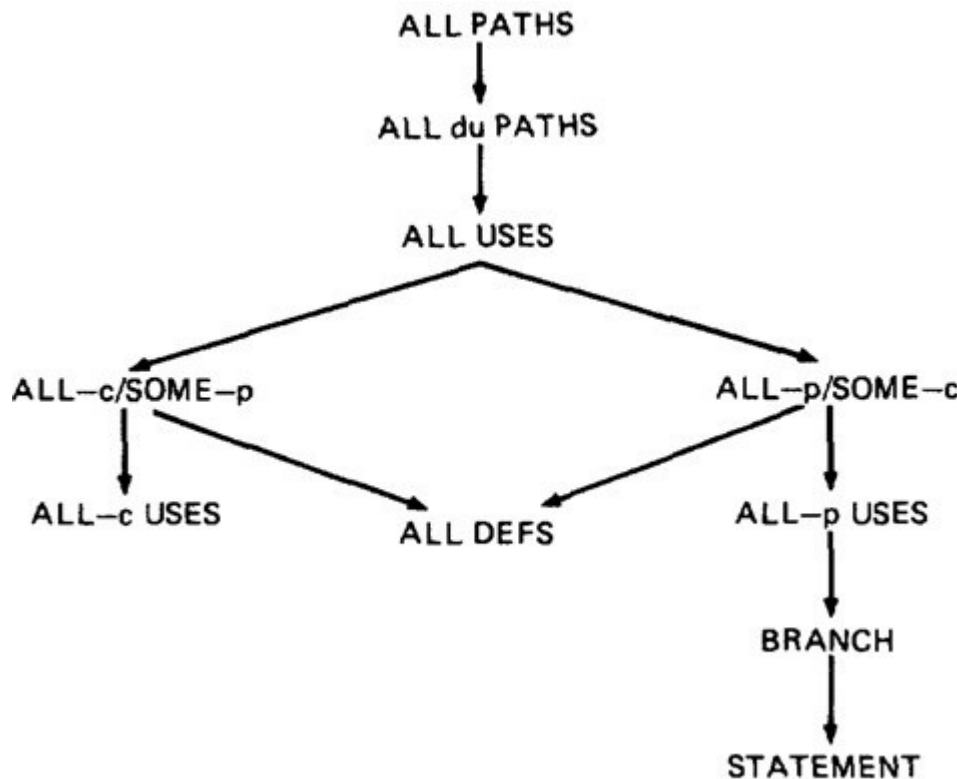 ALL PATHS
ALL du PATHS
ALL USES
ALL–c/SOME–p
ALL–p/SOME–c
ALL–c USES
ALL DEFS
ALL–p USES
BRANCH
STATEMENT